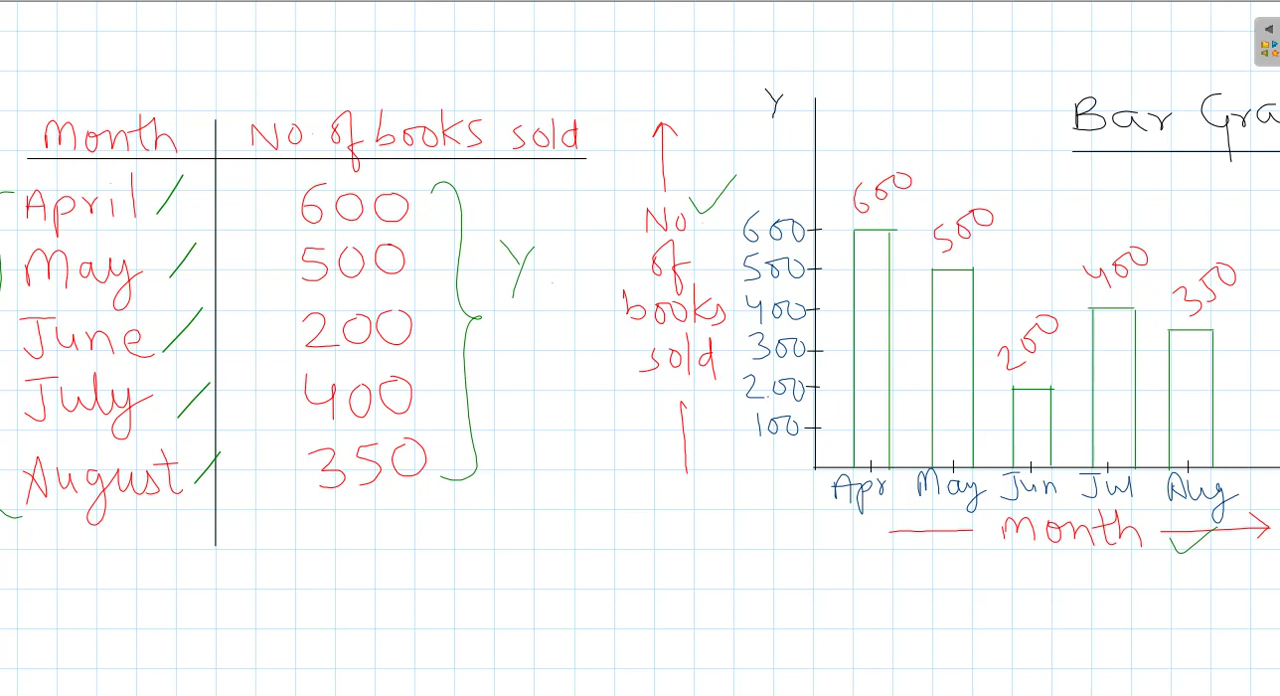 Month No. of books sold
April 600
May 500
June 200
July 400
August 350
Y
No
of
books
sold
Y
Bar Gra
600
500
400
300
200
100
600
500
200
400
350
Apr May Jun Jul Aug
Month